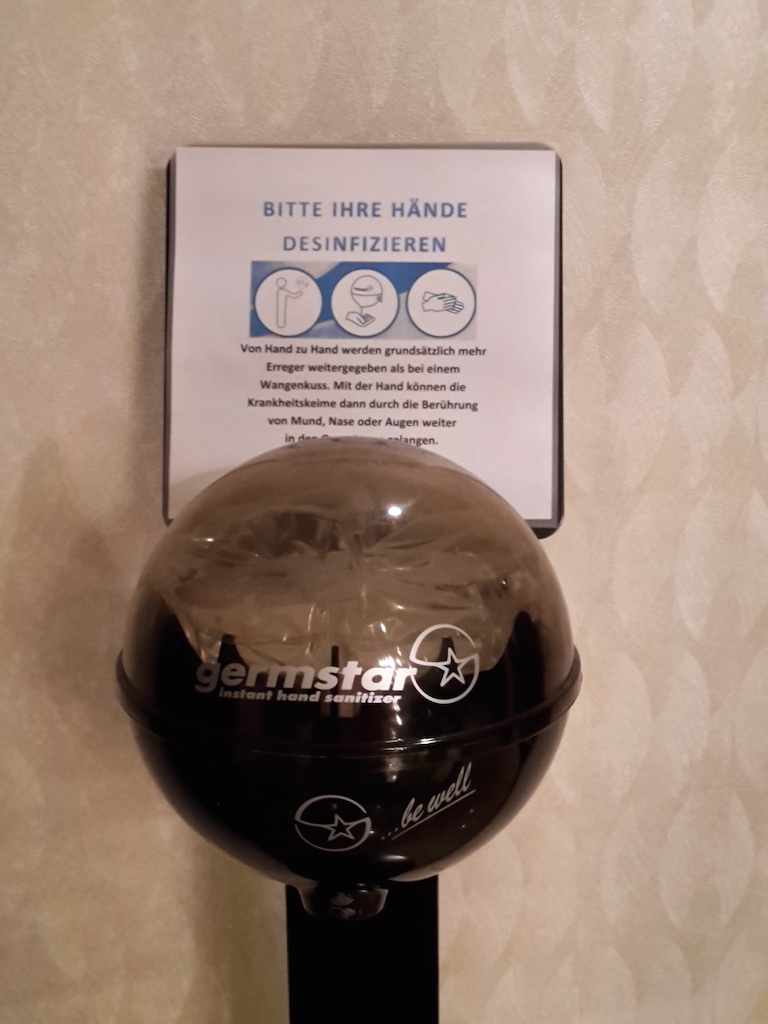 BITTE IHRE HÄNDE
DESINFIZIEREN
Von Hand zu Hand werden grundsätzlich mehr
Erreger weitergegeben als bei einem
Wangenkuss. Mit der Hand können die
Krankheitskeime dann durch die Berührung
von Mund, Nase oder Augen weiter
in
germstar
instant hand sanitizer
...be well